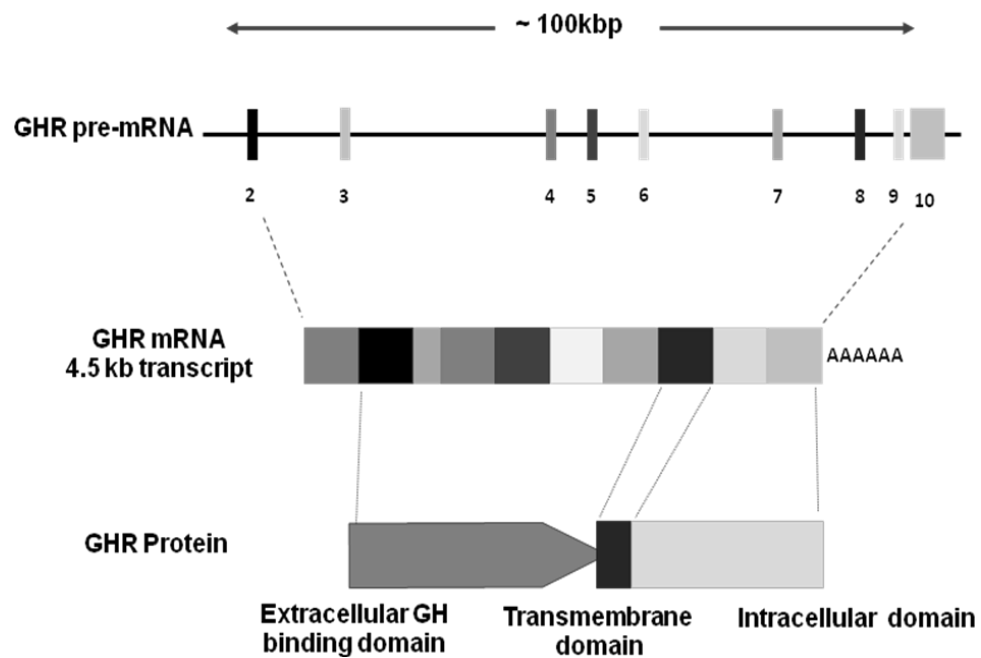 ~ 100kbp
GHR pre-mRNA
2 3 4 5 6 7 8 9 10
GHR mRNA
4.5 kb transcript
AAAAAA
GHR Protein
Extracellular GH
binding domain
Transmembrane
domain
Intracellular domain